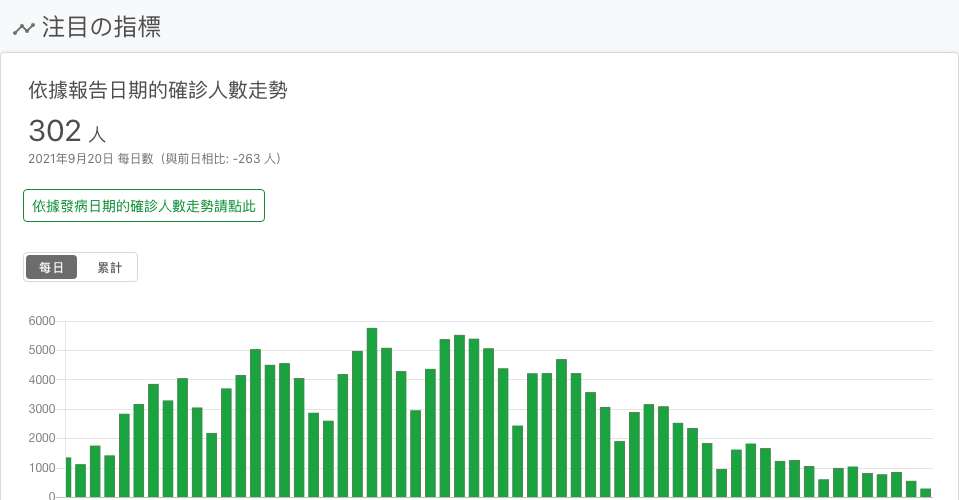 注目の指標
依據報告日期的確診人數走勢
302 人
2021年9月20日 每日數（與前日相比: -263 人）
依據發病日期的確診人數走勢請點此
每日 累計
6000
5000
4000
3000
2000
1000
0